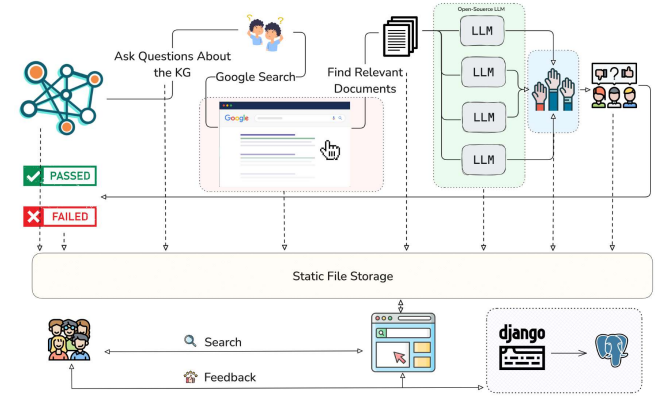 Open-Sourece LLM
LLM
Ask Questions About
the KG
Google Search
Find Relevant
Documents
LLM
Google
LLM
LLM
PASSED
FAILED
Static File Storage
Search
Feedback
django